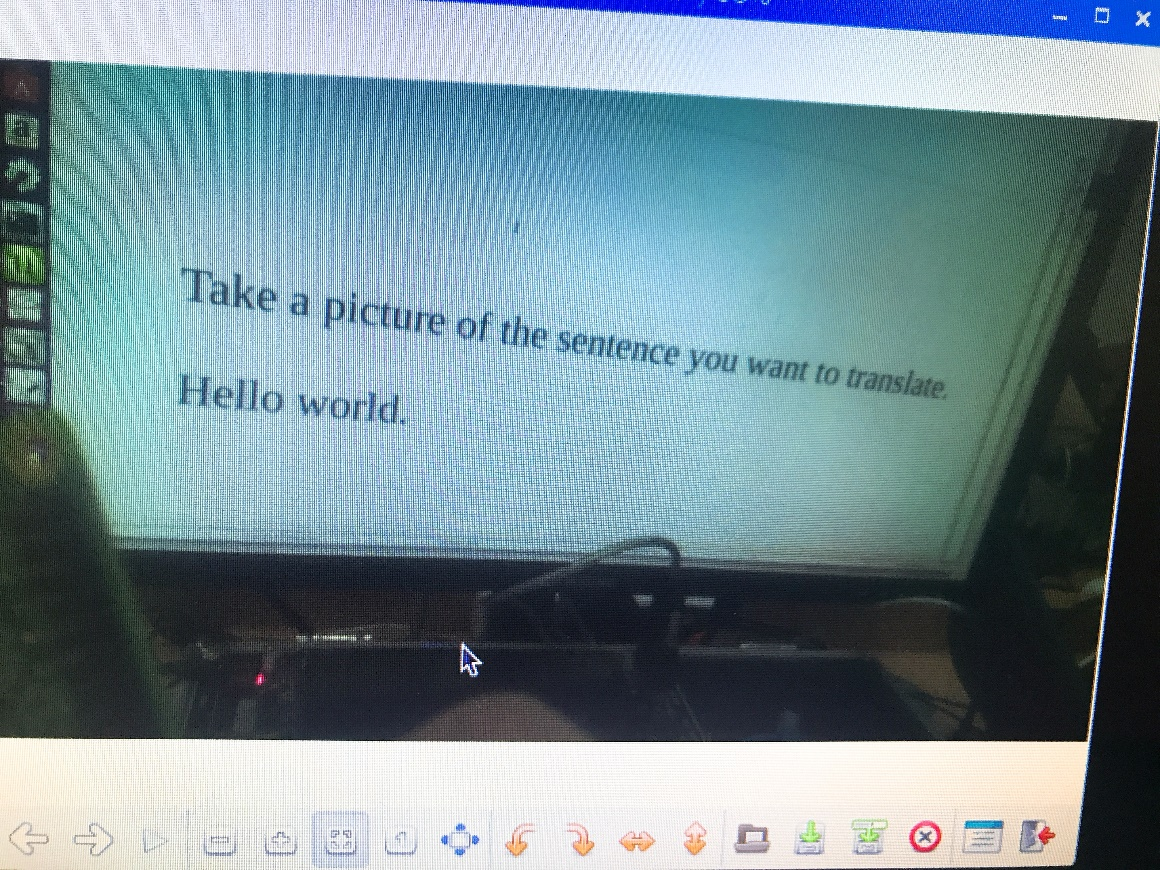 Take a picture of the sentence you want to translate.
Hello world.